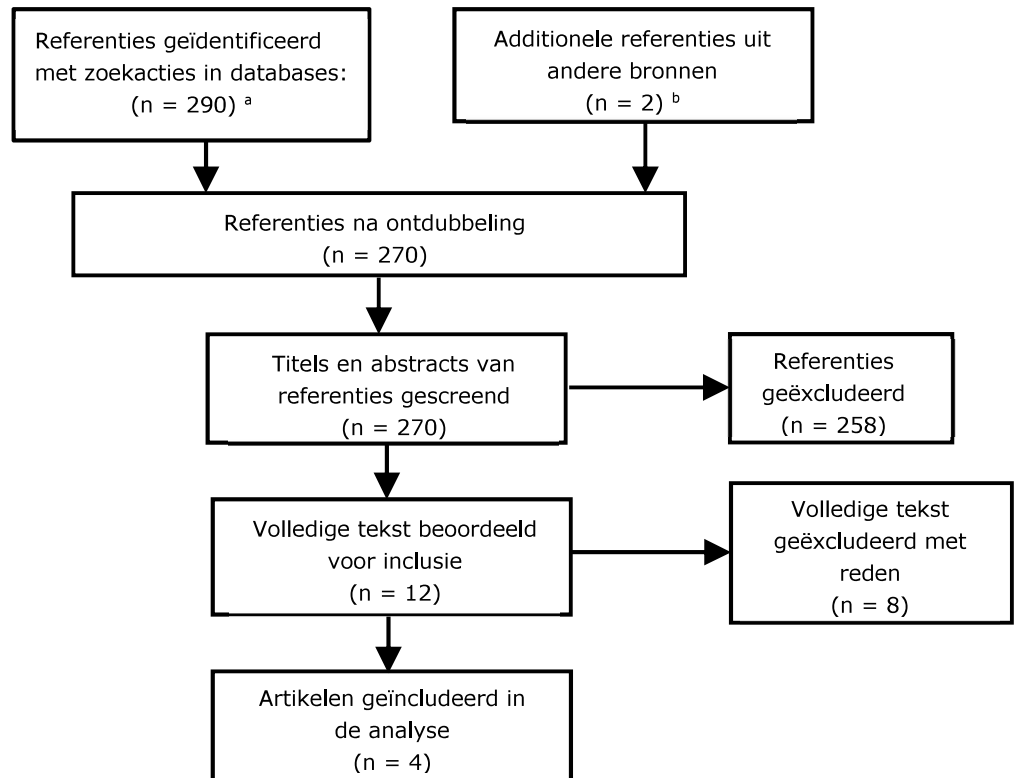 Referenties geïdentificeerd
met zoekacties in databases:
(n = 290) a
Additionele referenties uit
andere bronnen
(n = 2) b
Referenties na ontdubbeling
(n = 270)
Titels en abstracts van
referenties gescreend
(n = 270)
Referenties
geëxcludeerd
(n = 258)
Volledige tekst beoordeeld
voor inclusie
(n = 12)
Volledige tekst
geëxcludeerd met
reden
(n = 8)
Artikelen geïncludeerd in
de analyse
(n = 4)